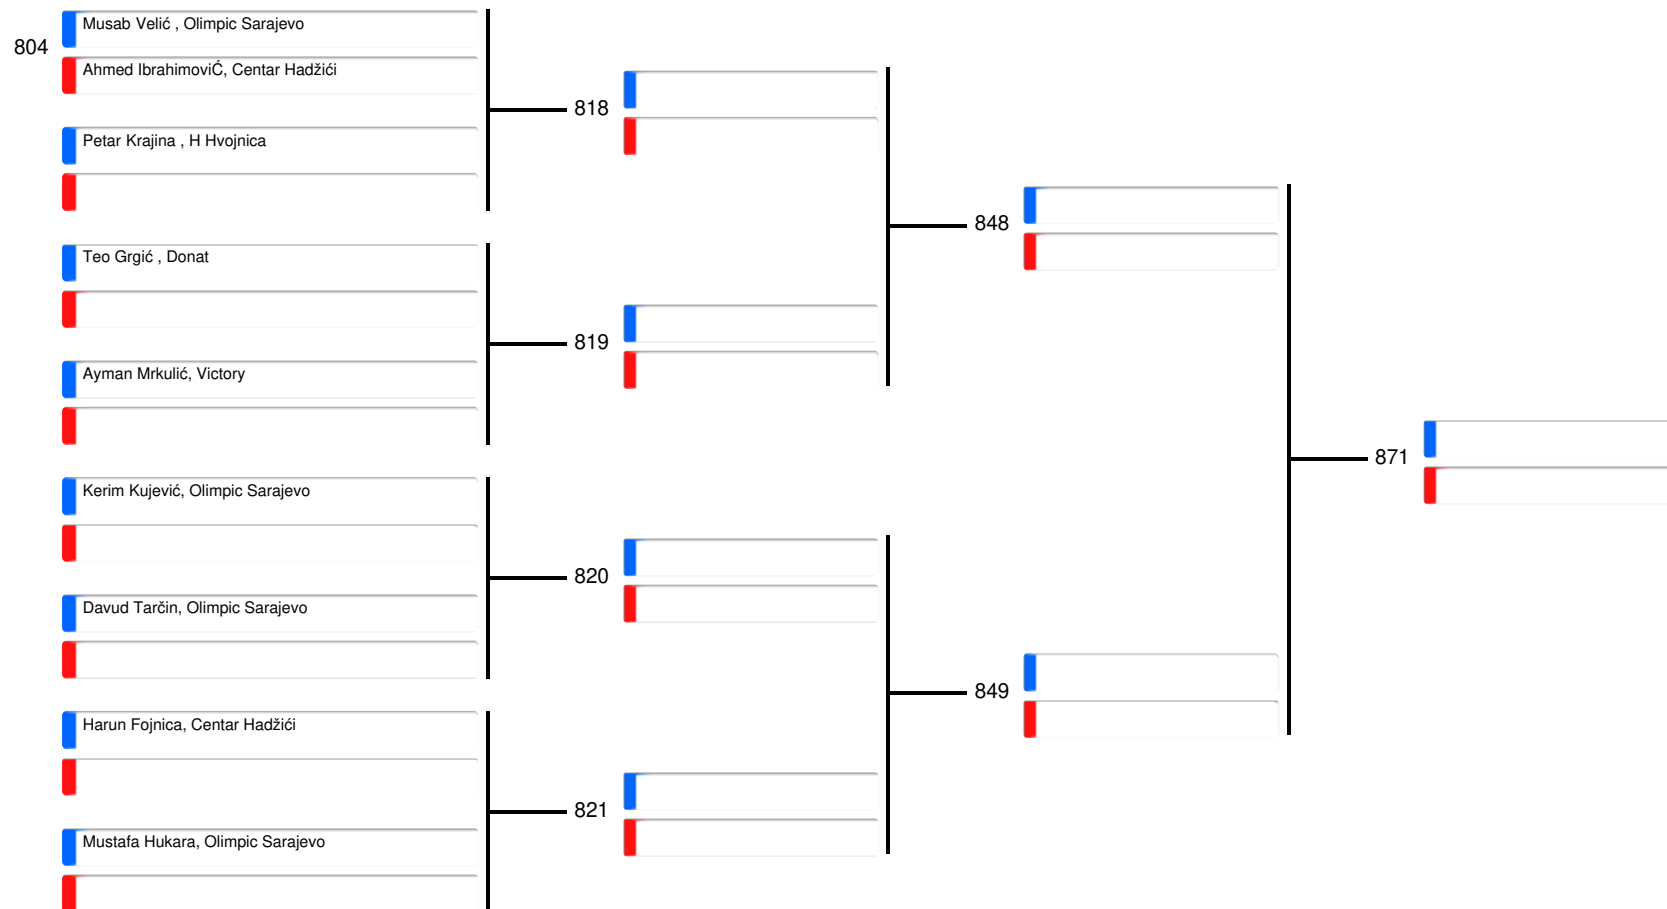 804
Musab Velić , Olimpic Sarajevo
Ahmed IbrahimoviĆ, Centar Hadžići
Petar Krajina , H Hvojnica
Teo Grgić , Donat
Ayman Mrkulić, Victory
Kerim Kujević, Olimpic Sarajevo
Davud Tarčin, Olimpic Sarajevo
Harun Fojnica, Centar Hadžići
Mustafa Hukara, Olimpic Sarajevo
818
819
820
821
848
849
871